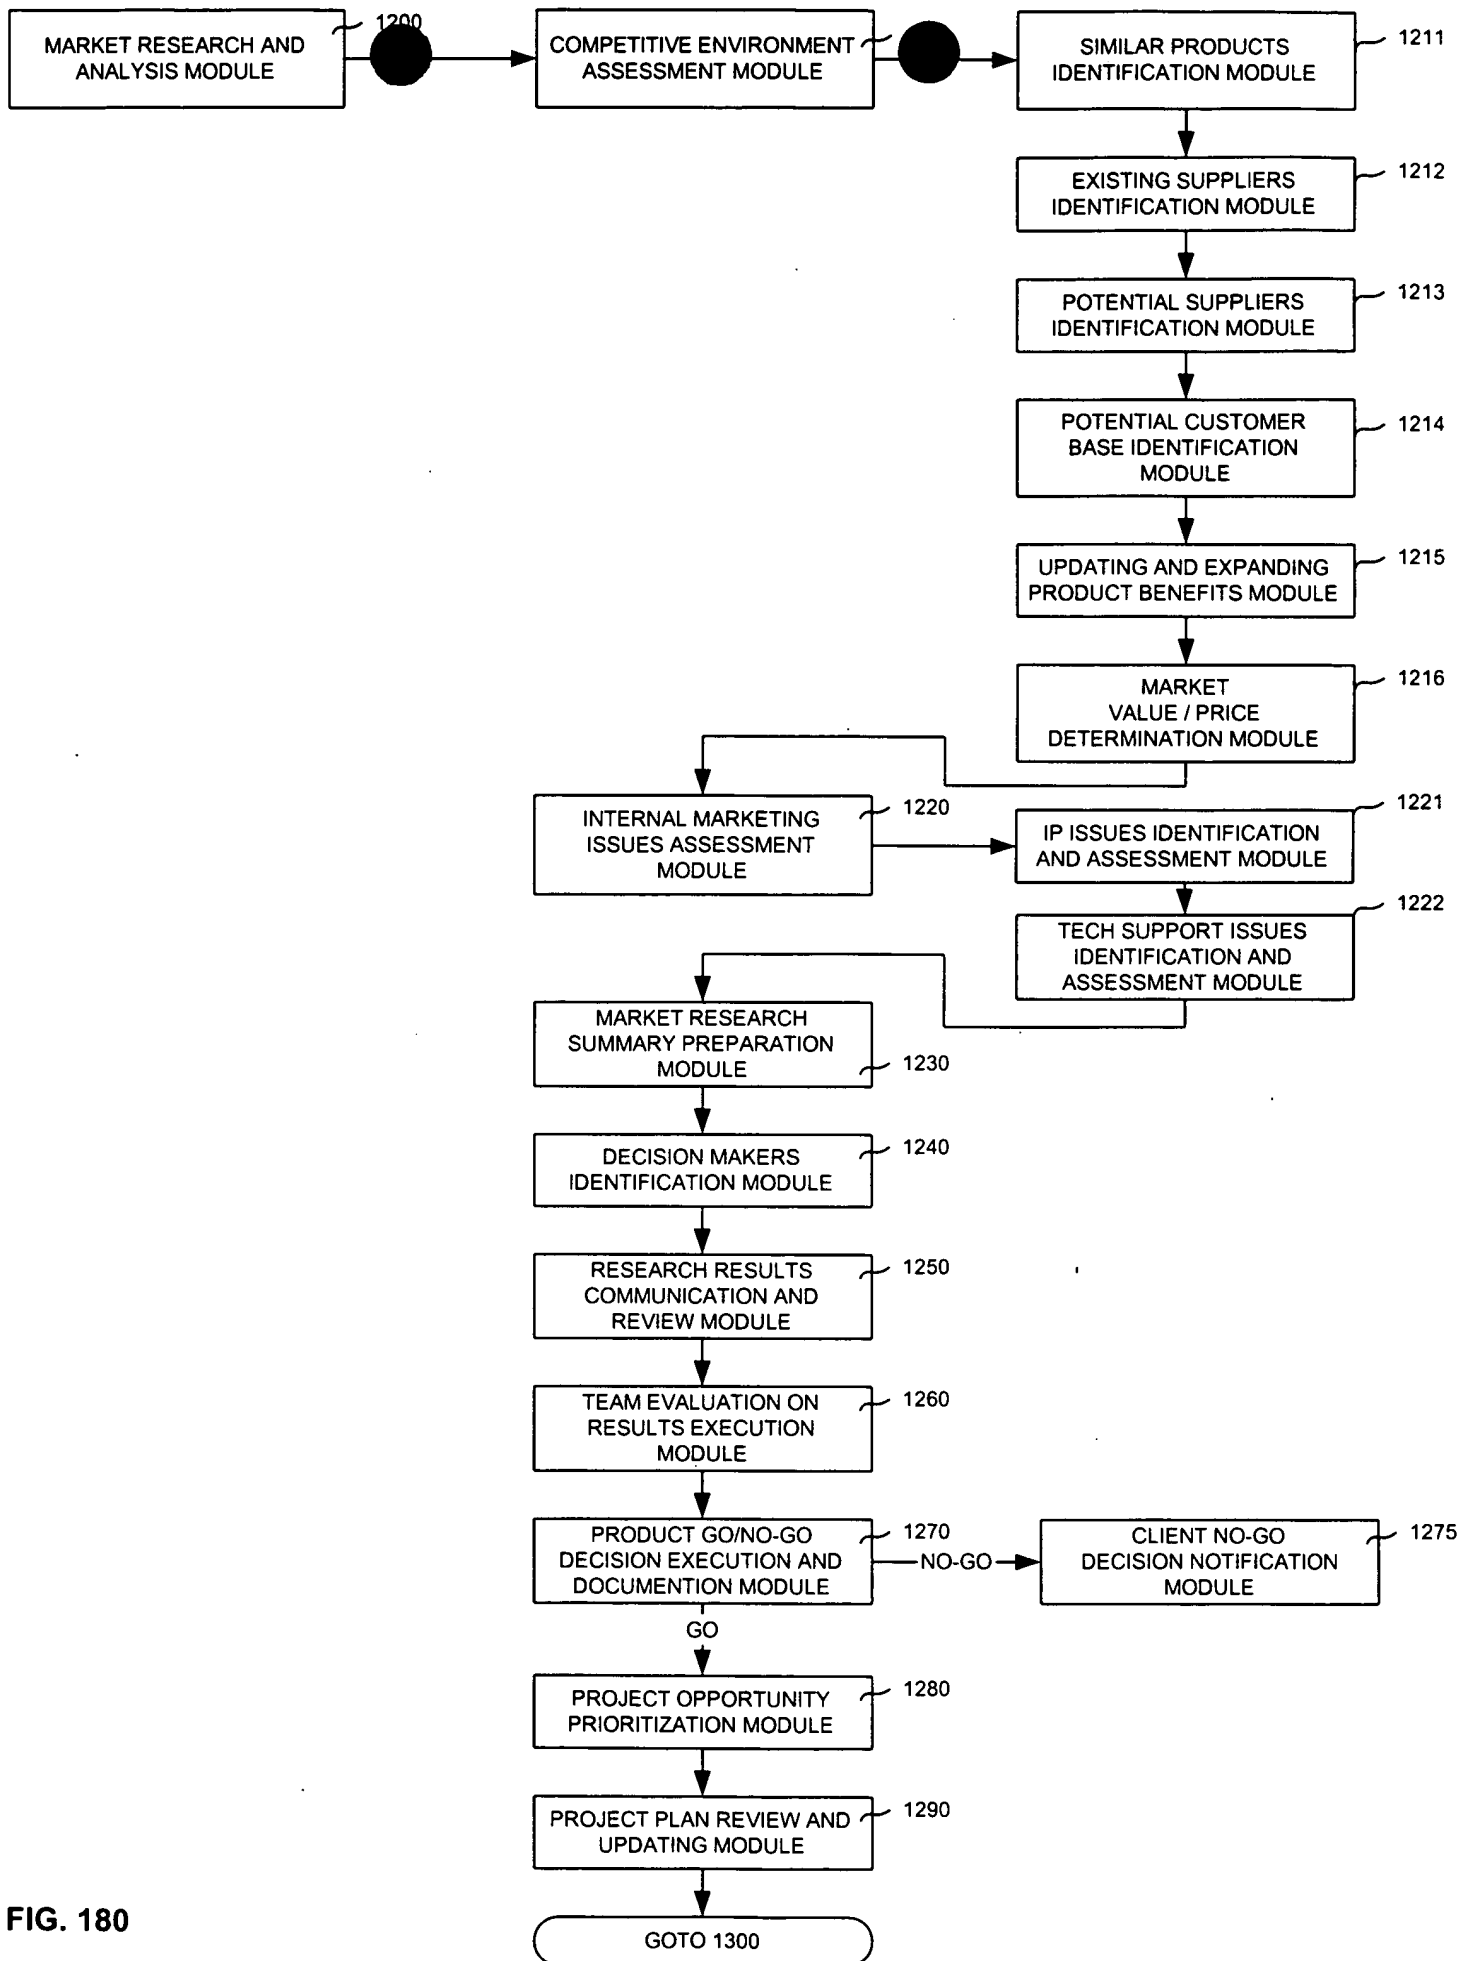 MARKET RESEARCH AND
ANALYSIS MODULE
1200
COMPETITIVE ENVIRONMENT
ASSESSMENT MODULE
SIMILAR PRODUCTS
IDENTIFICATION MODULE
1211
EXISTING SUPPLIERS
IDENTIFICATION MODULE
1212
POTENTIAL SUPPLIERS
IDENTIFICATION MODULE
1213
POTENTIAL CUSTOMER
BASE IDENTIFICATION
MODULE
1214
UPDATING AND EXPANDING
PRODUCT BENEFITS MODULE
1215
MARKET
VALUE / PRICE
DETERMINATION MODULE
1216
INTERNAL MARKETING
ISSUES ASSESSMENT
MODULE
1220
IP ISSUES IDENTIFICATION
AND ASSESSMENT MODULE
1221
TECH SUPPORT ISSUES
IDENTIFICATION AND
ASSESSMENT MODULE
1222
MARKET RESEARCH
SUMMARY PREPARATION
MODULE
1230
DECISION MAKERS
IDENTIFICATION MODULE
1240
RESEARCH RESULTS
COMMUNICATION AND
REVIEW MODULE
1250
TEAM EVALUATION ON
RESULTS EXECUTION
MODULE
1260
PRODUCT GO/NO-GO
DECISION EXECUTION AND
DOCUMENTION MODULE
1270
NO-GO
CLIENT NO-GO
DECISION NOTIFICATION
MODULE
1275
GO
PROJECT OPPORTUNITY
PRIORITIZATION MODULE
1280
PROJECT PLAN REVIEW AND
UPDATING MODULE
1290
GOTO 1300
FIG. 180